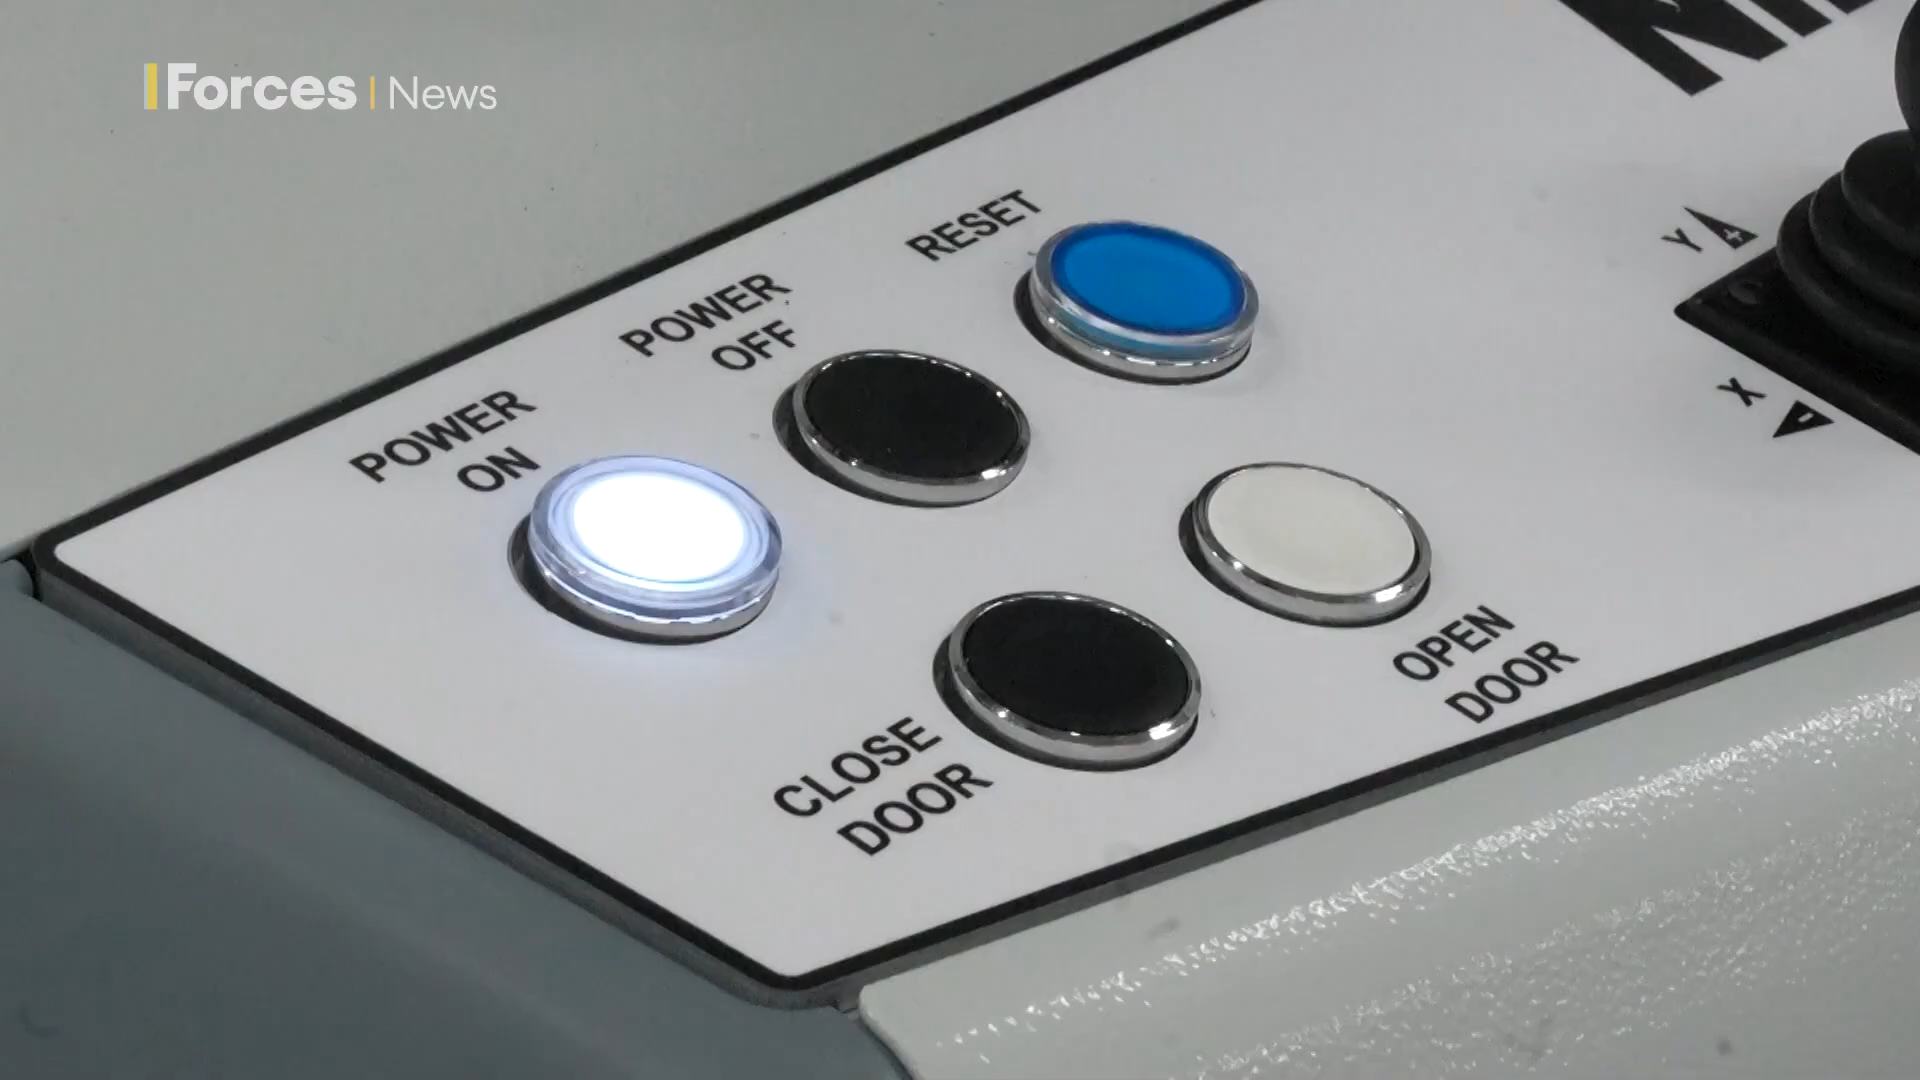 Forces | News
RESET
POWER
OFF
POWER
ON
Y +
X -
OPEN
DOOR
CLOSE
DOOR